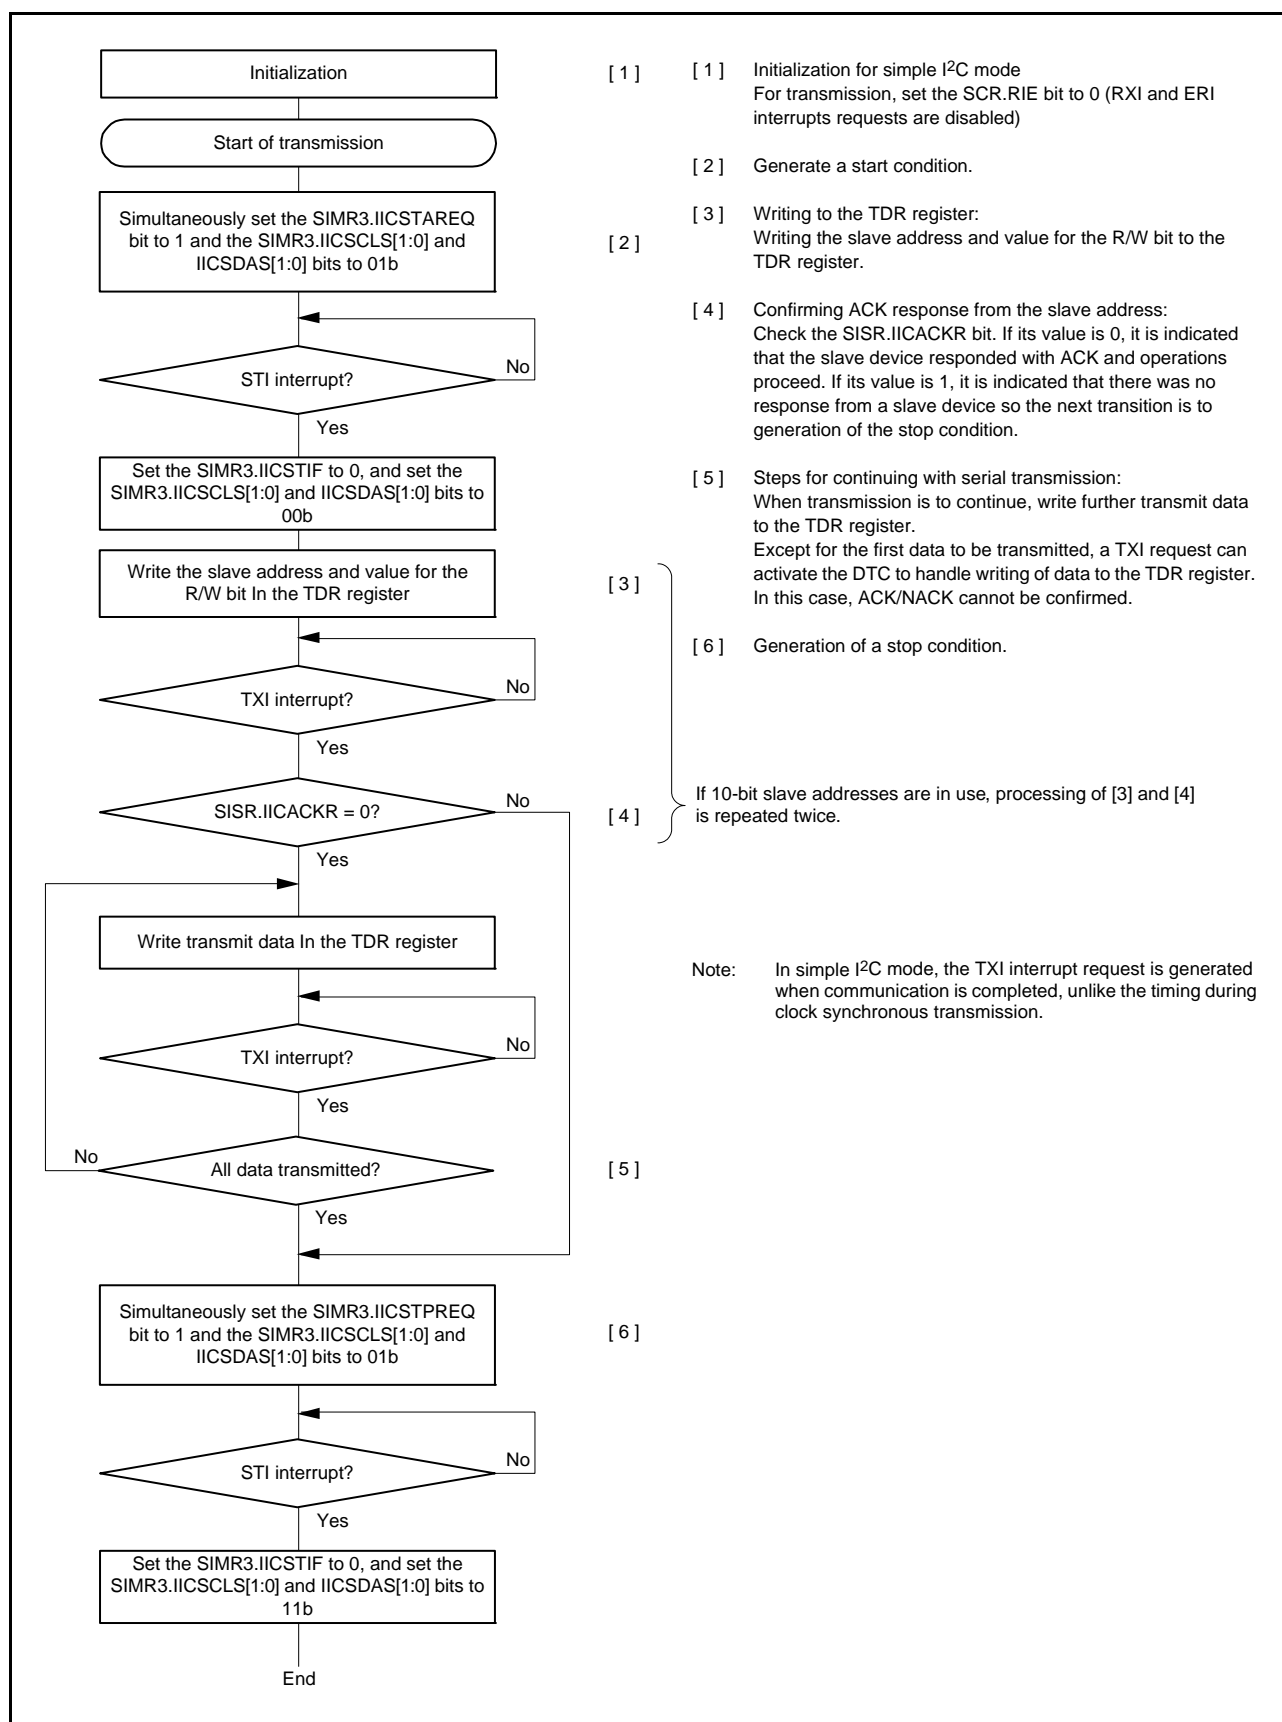 Initialization
[ 1 ]
Start of transmission
Simultaneously set the SIMR3.IICSTAREQ
bit to 1 and the SIMR3.IICSCLS[1:0] and
IICSDAS[1:0] bits to 01b
[ 2 ]
STI interrupt?
No
Yes
Set the SIMR3.IICSTIF to 0, and set the
SIMR3.IICSCLS[1:0] and IICSDAS[1:0] bits to
00b
Write the slave address and value for the
R/W bit In the TDR register
[ 3 ]
TXI interrupt?
No
Yes
SISR.IICACKR = 0?
No
[ 4 ]
Yes
Write transmit data In the TDR register
TXI interrupt?
No
Yes
No
All data transmitted?
[ 5 ]
Yes
Simultaneously set the SIMR3.IICSTPREQ
bit to 1 and the SIMR3.IICSCLS[1:0] and
IICSDAS[1:0] bits to 01b
[ 6 ]
STI interrupt?
No
Yes
Set the SIMR3.IICSTIF to 0, and set the
SIMR3.IICSCLS[1:0] and IICSDAS[1:0] bits to
11b
End
[ 1 ] Initialization for simple I2C mode
For transmission, set the SCR.RIE bit to 0 (RXI and ERI
interrupts requests are disabled)
[ 2 ] Generate a start condition.
[ 3 ] Writing to the TDR register:
Writing the slave address and value for the R/W bit to the
TDR register.
[ 4 ] Confirming ACK response from the slave address:
Check the SISR.IICACKR bit. If its value is 0, it is indicated
that the slave device responded with ACK and operations
proceed. If its value is 1, it is indicated that there was no
response from a slave device so the next transition is to
generation of the stop condition.
[ 5 ] Steps for continuing with serial transmission:
When transmission is to continue, write further transmit data
to the TDR register.
Except for the first data to be transmitted, a TXI request can
activate the DTC to handle writing of data to the TDR register.
In this case, ACK/NACK cannot be confirmed.
[ 6 ] Generation of a stop condition.
If 10-bit slave addresses are in use, processing of [3] and [4]
is repeated twice.
Note: In simple I2C mode, the TXI interrupt request is generated
when communication is completed, unlike the timing during
clock synchronous transmission.